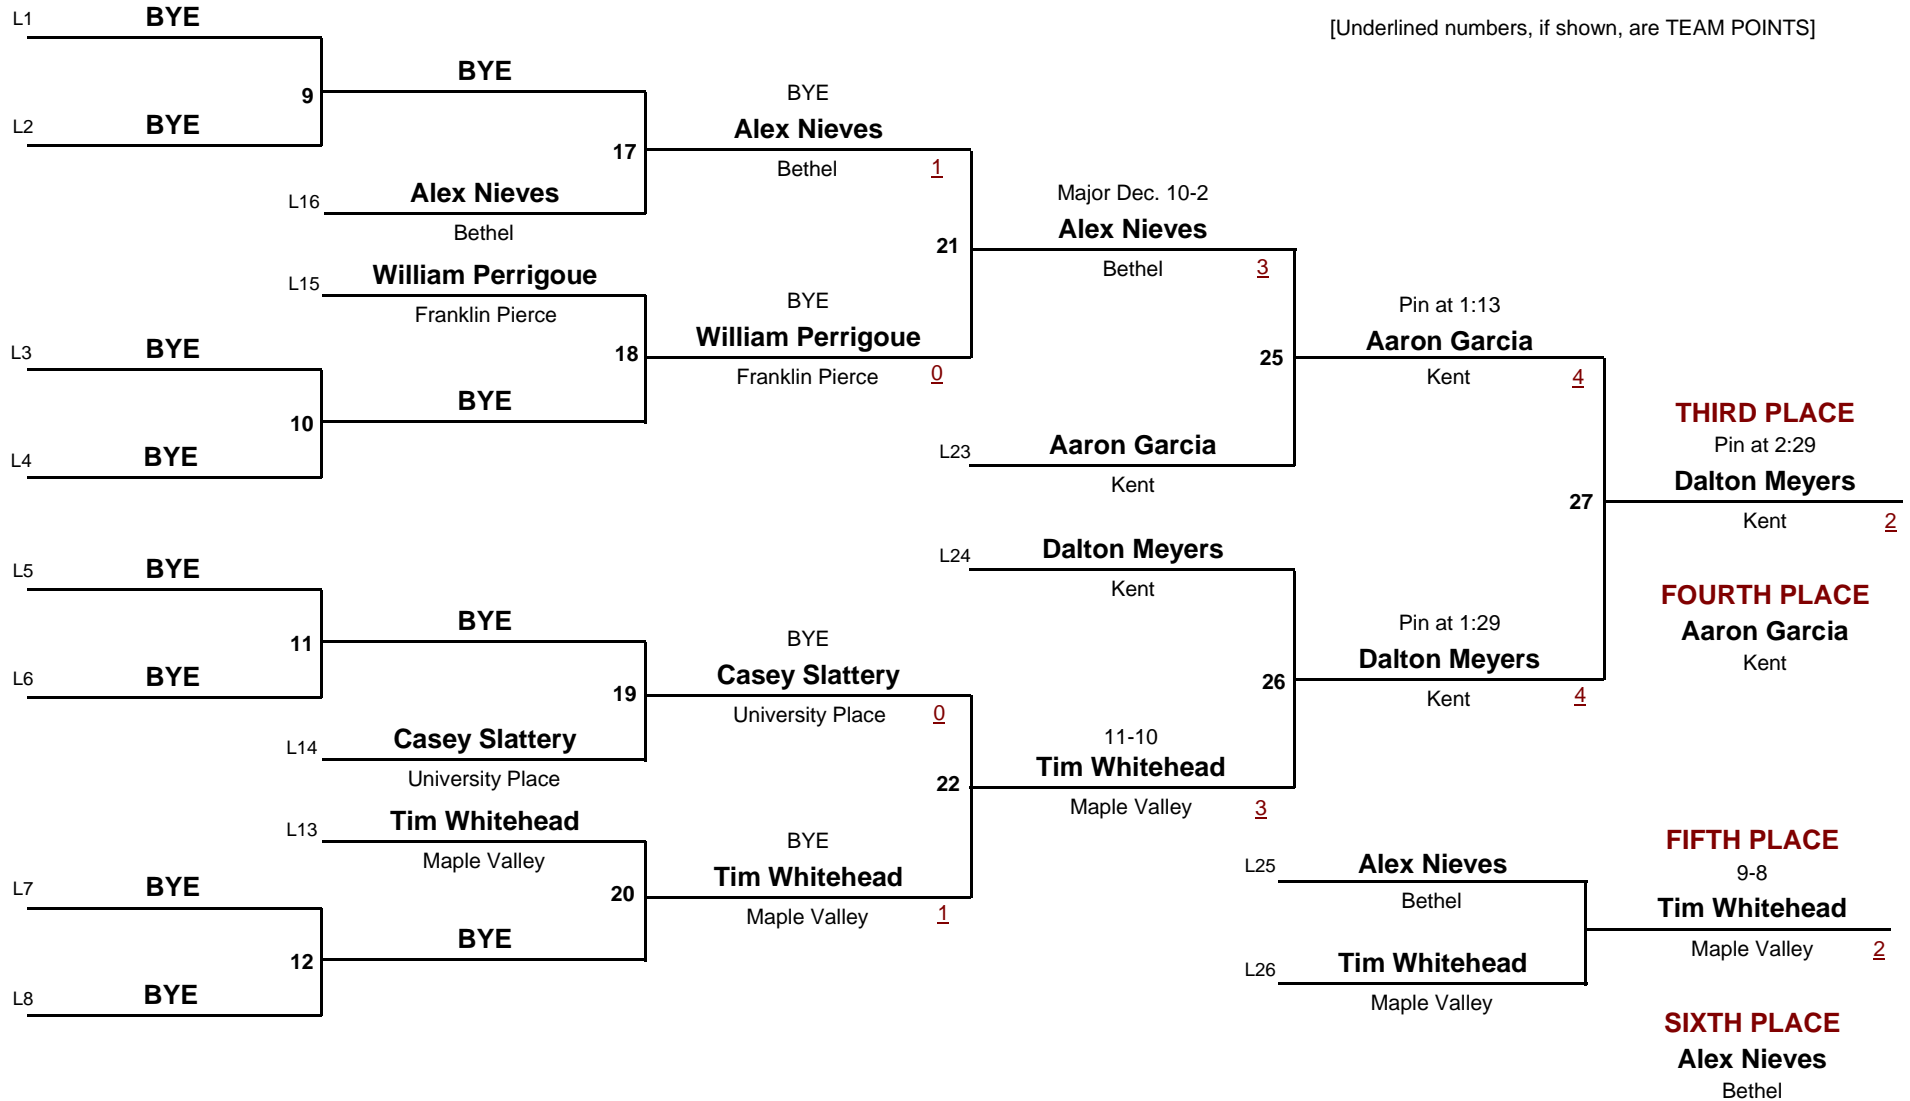 [Underlined numbers, if shown, are TEAM POINTS]
L1 BYE
9
L2 BYE
BYE
17
L16 Alex Nieves
Bethel
BYE
Alex Nieves
Bethel 1
21
L15 William Perrigoue
Franklin Pierce
18
L3 BYE
10
L4 BYE
BYE
BYE
William Perrigoue
Franklin Pierce 0
Major Dec. 10-2
Alex Nieves
Bethel 3
25
L23 Aaron Garcia
Kent
Pin at 1:13
Aaron Garcia
Kent 4
27
L5 BYE
11
L6 BYE
BYE
19
L14 Casey Slattery
University Place
BYE
Casey Slattery
University Place 0
22
L13 Tim Whitehead
Maple Valley
20
L7 BYE
12
L8 BYE
BYE
BYE
Tim Whitehead
Maple Valley 1
L24 Dalton Meyers
Kent
26
11-10
Tim Whitehead
Maple Valley 3
Pin at 1:29
Dalton Meyers
Kent 4
THIRD PLACE
Pin at 2:29
Dalton Meyers
Kent 2
FOURTH PLACE
Aaron Garcia
Kent
L25 Alex Nieves
Bethel
L26 Tim Whitehead
Maple Valley
FIFTH PLACE
9-8
Tim Whitehead
Maple Valley 2
SIXTH PLACE
Alex Nieves
Bethel